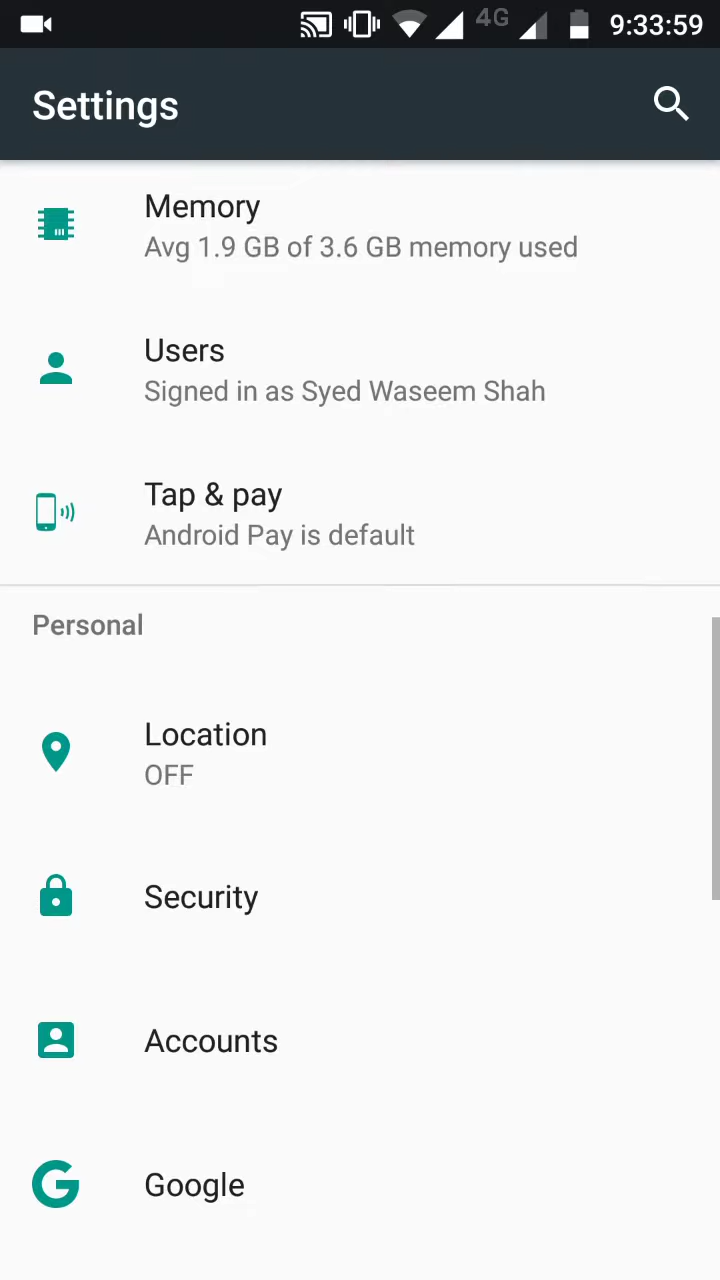 4G 9:33:59
Settings
Memory
Avg 1.9 GB of 3.6 GB memory used
Users
Signed in as Syed Waseem Shah
Tap & pay
Android Pay is default
Personal
Location
OFF
Security
Accounts
Google